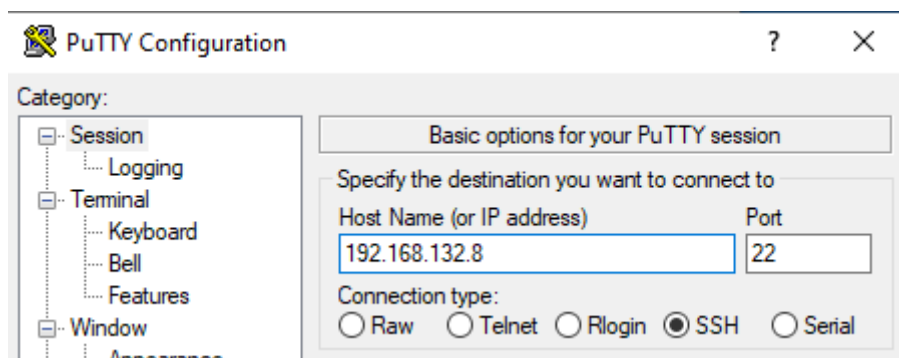 PuTTY Configuration
?
Category:
Session
Logging
Terminal
Keyboard
Bell
Features
Window
Appearance
Basic options for your PuTTY session
Specify the destination you want to connect to
Host Name (or IP address) Port
192.168.132.8 22
Connection type:
Raw Telnet Rlogin SSH Serial